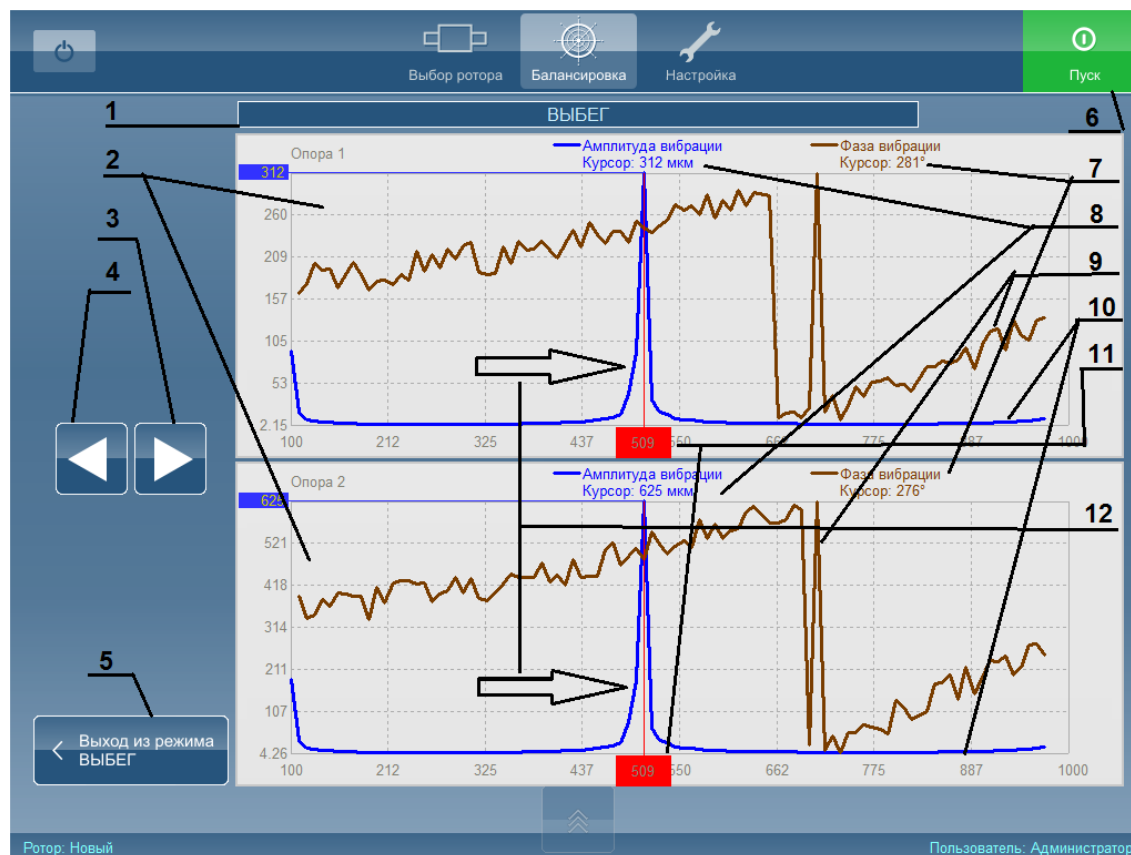 Выбор ротора
Балансировка
Настройка
Пуск
1
ВЫБЕГ
6
2
Опора 1
Амплитуда вибрации
Курсор: 312 мкм
Фаза вибрации
Курсор: 281°
7
312
3
260
8
4
209
9
157
10
105
11
53
2.15
100
212
325
437
509
550
662
775
887
1000
Опора 2
Амплитуда вибрации
Курсор: 625 мкм
Фаза вибрации
Курсор: 276°
625
12
521
418
314
5
211
107
Выход из режима
ВЫБЕГ
4.26
100
212
325
437
509
550
662
775
887
1000
Ротор: Новый
Пользователь: Администратор